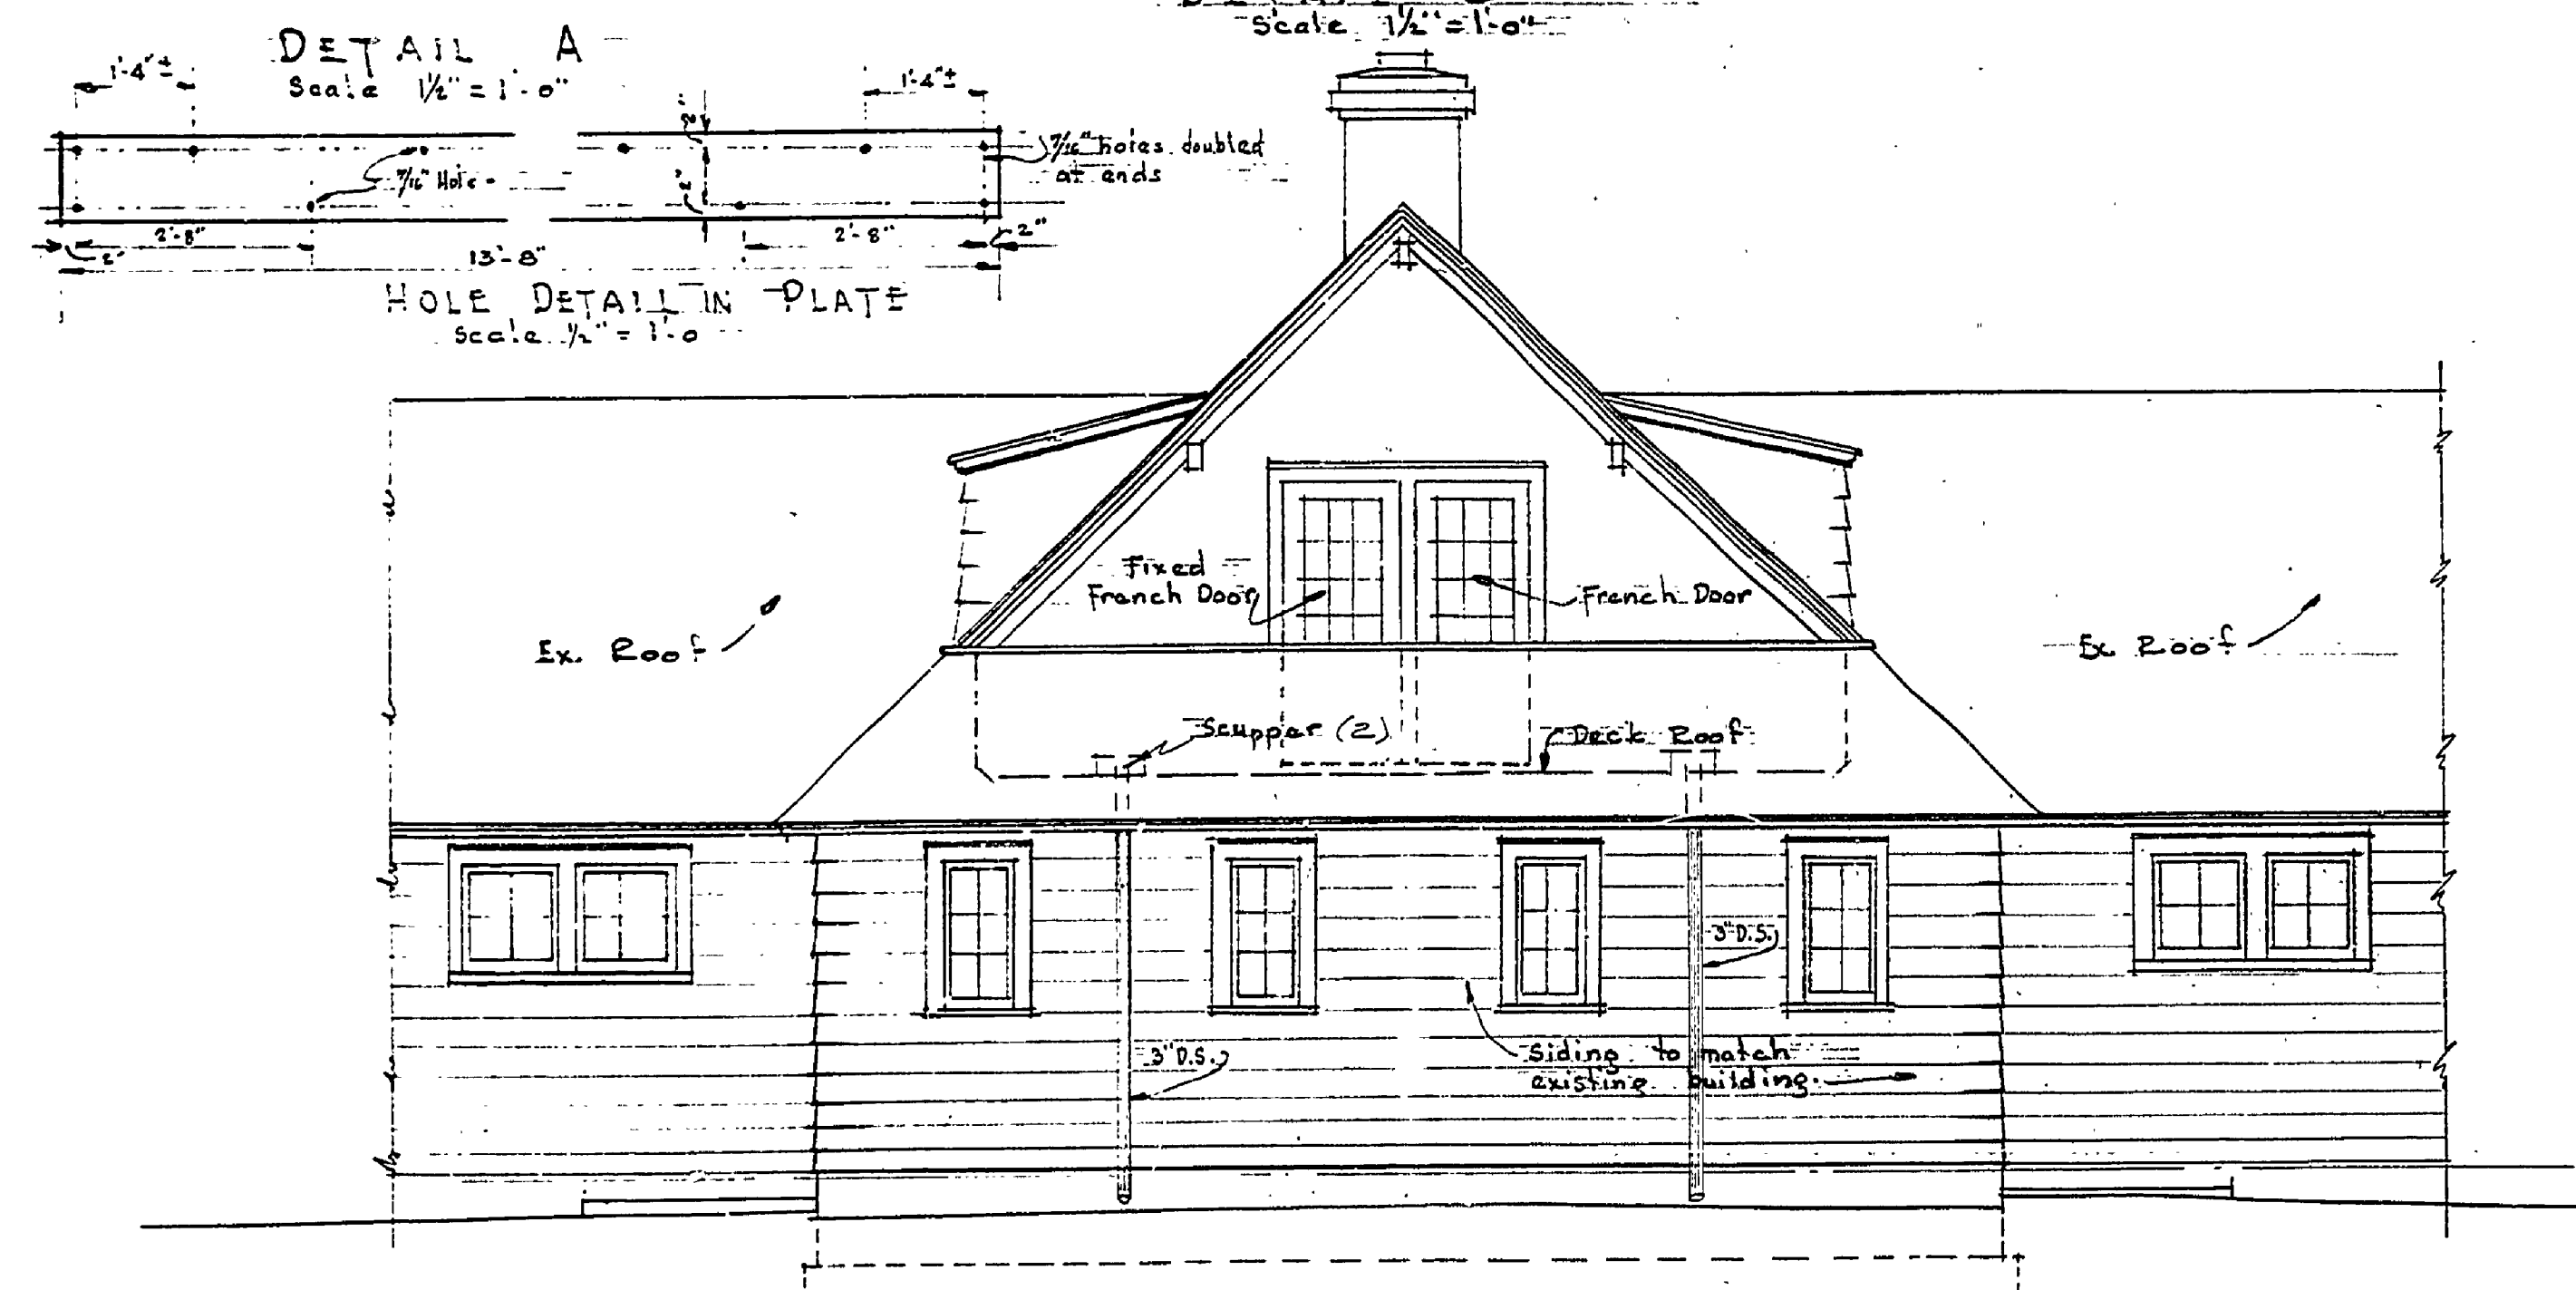 Scale 1½" = 1'-0"
DETAIL A
Scale 1½" = 1'-0"
1'-4"±
1'-4"±
2"
7/16" holes doubled
at ends
7/16" Hole
2"
2'-8"
2'-8"
2"
2"
13'-8"
HOLE DETAIL IN PLATE
Scale ½" = 1'-0
Fixed
French Door
French Door
Ex. Roof
Ex. Roof
Scupper (2)
Deck Roof
3" D.S.
3" D.S.
Siding to match
existing building.